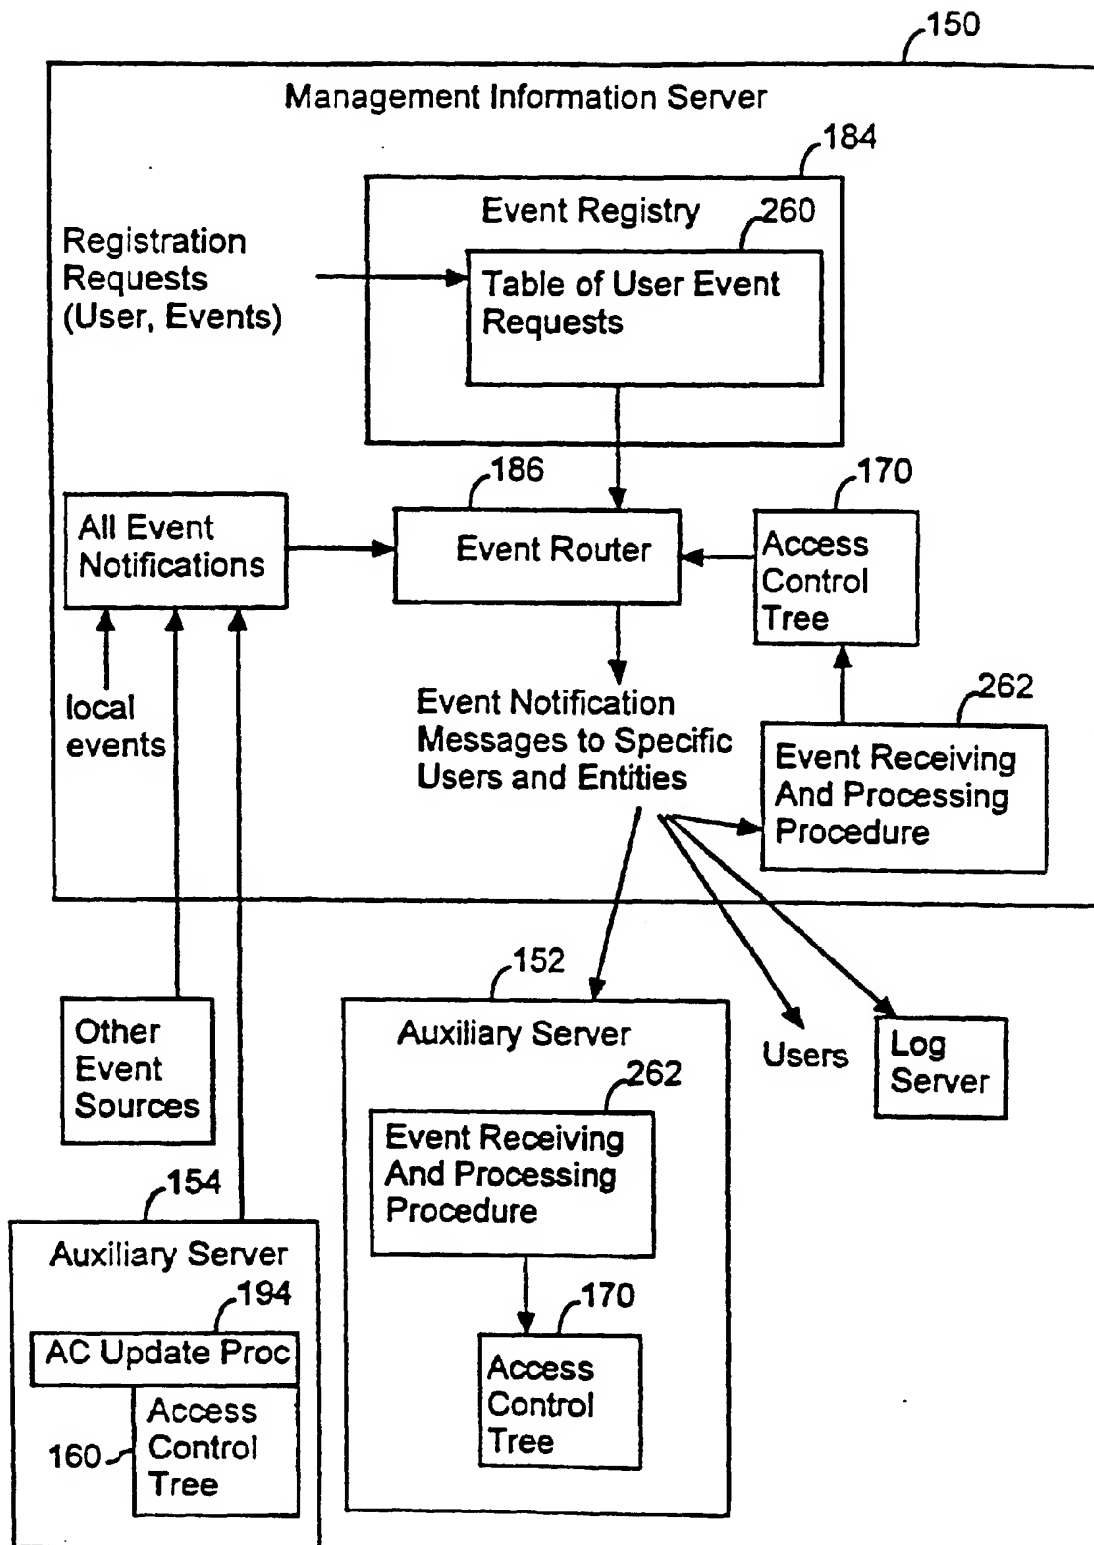 150
Management Information Server
184
Event Registry
260
Registration
Requests
(User, Events)
Table of User Event
Requests
186
170
All Event
Notifications
Event Router
Access
Control
Tree
local
events
Event Notification
Messages to Specific
Users and Entities
262
Event Receiving
And Processing
Procedure
152
Other
Event
Sources
Auxiliary Server
262
Event Receiving
And Processing
Procedure
Users
Log
Server
154
Auxiliary Server
194
AC Update Proc
160
Access
Control
Tree
170
Access
Control
Tree